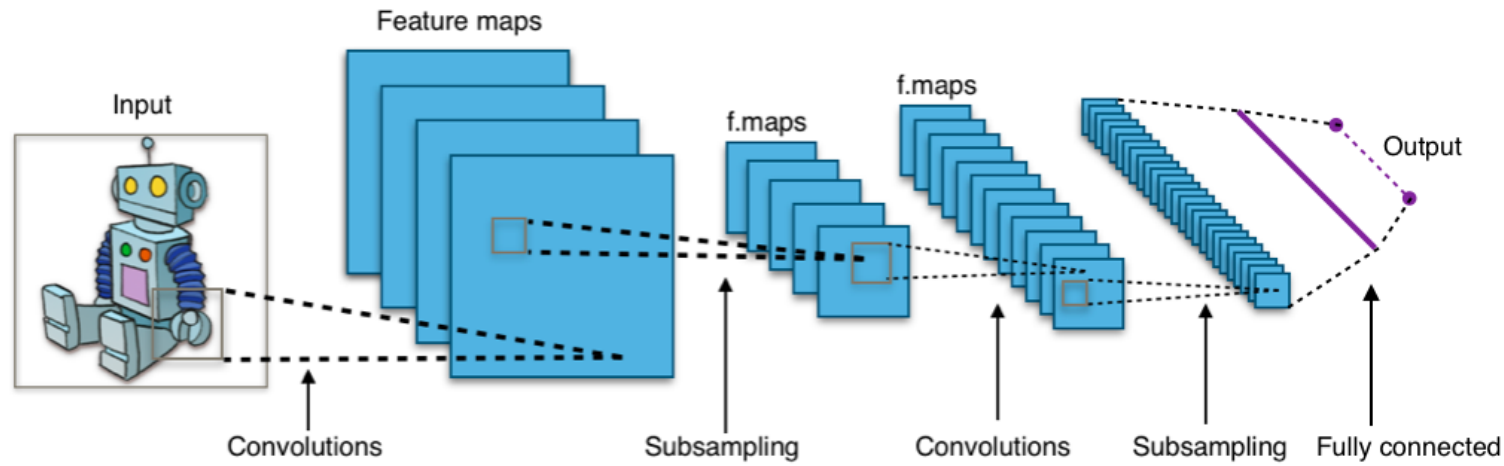 Feature maps
Input
f.maps
f.maps
Output
Convolutions
Subsampling
Convolutions
Subsampling
Fully connected